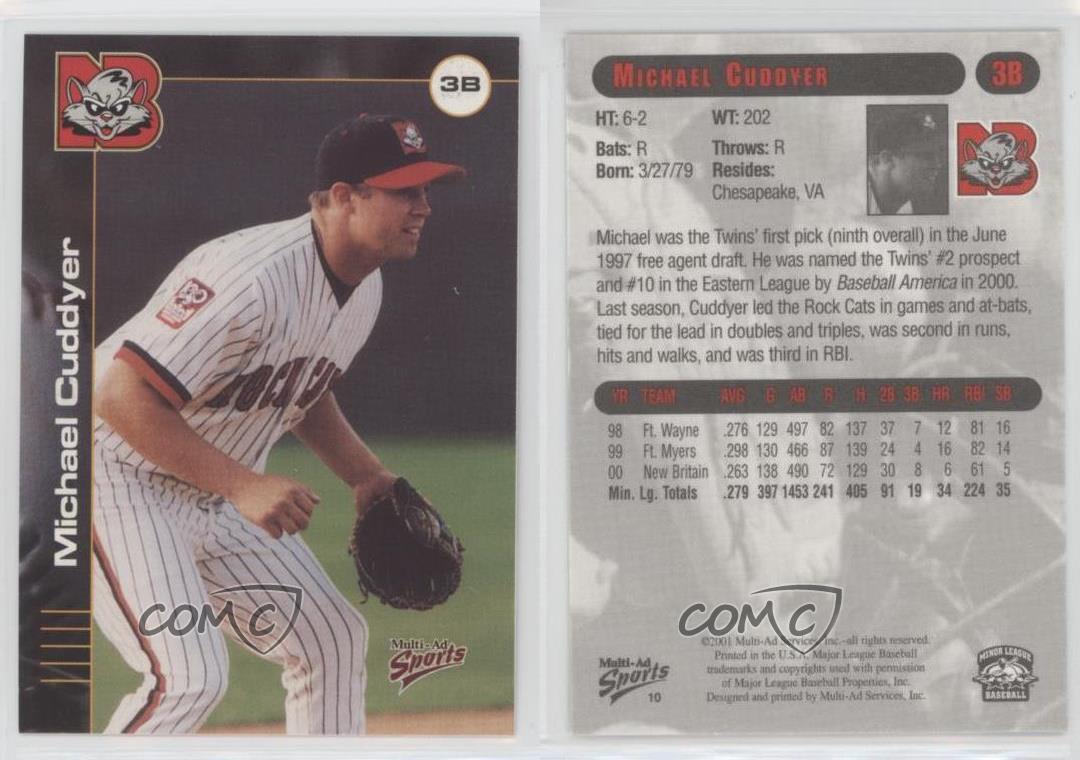 NB
3B
Michael Cuddyer
ROCK CA
Multi-Ad
Sports
COMC
MICHAEL CUDDYER
3B
HT: 6-2 WT: 202
Bats: R Throws: R
Born: 3/27/79 Resides:
Chesapeake, VA
NB
Michael was the Twins' first pick (ninth overall) in the June
1997 free agent draft. He was named the Twins' #2 prospect
and #10 in the Eastern League by Baseball America in 2000.
Last season, Cuddyer led the Rock Cats in games and at-bats,
tied for the lead in doubles and triples, was second in runs,
hits and walks, and was third in RBI.
YR TEAM AVG G AB R H 2B 3B HR RBI SB
98 Ft. Wayne .276 129 497 82 137 37 7 12 81 16
99 Ft. Myers .298 130 466 87 139 24 4 16 82 14
00 New Britain .263 138 490 72 129 30 8 6 61 5
Min. Lg. Totals .279 397 1453 241 405 91 19 34 224 35
COMC
©2001 Multi-Ad Services, Inc.-all rights reserved.
Printed in the U.S.A. Major League Baseball
trademarks and copyrights used with permission
of Major League Baseball Properties, Inc.
Designed and printed by Multi-Ad Services, Inc.
Multi-Ad
Sports
10
MINOR LEAGUE
BASEBALL